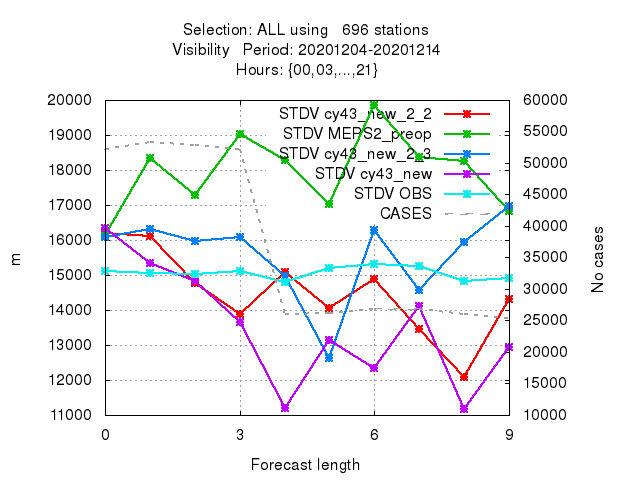 Selection: ALL using   696 stations
Visibility   Period: 20201204-20201214
Hours: {00,03,...,21}
20000
19000
18000
17000
16000
15000
14000
13000
12000
11000
m
STDV cy43_new_2_2
STDV MEPS2_preop
STDV cy43_new_2_3
STDV cy43_new
STDV OBS
CASES
60000
55000
50000
45000
40000
35000
30000
25000
20000
15000
10000
No cases
0 3 6 9
Forecast length